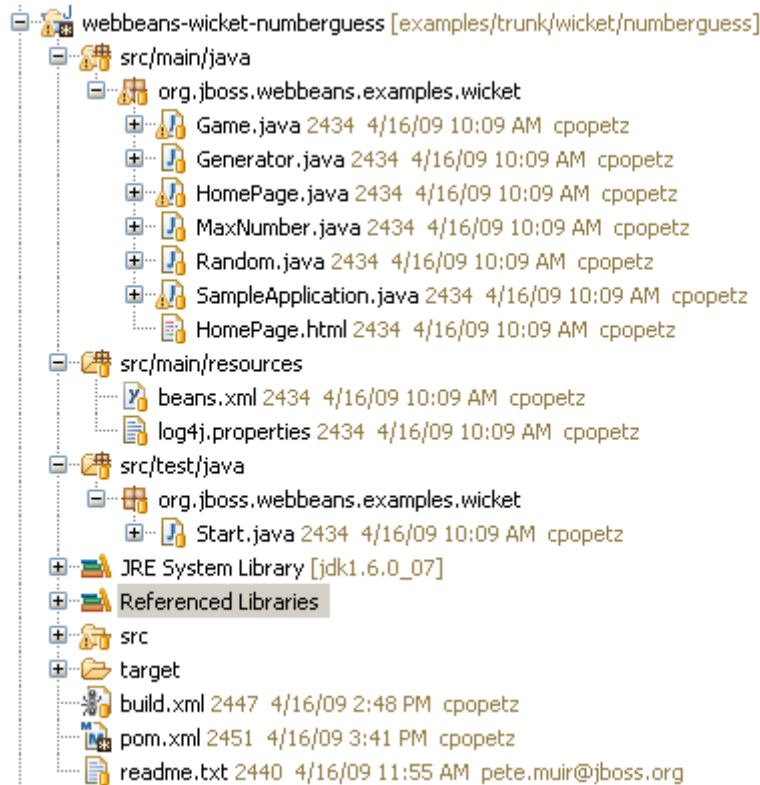 webbeans-wicket-numberguess [examples/trunk/wicket/numberguess]
src/main/java
org.jboss.webbeans.examples.wicket
Game.java 2434 4/16/09 10:09 AM cpopetz
Generator.java 2434 4/16/09 10:09 AM cpopetz
HomePage.java 2434 4/16/09 10:09 AM cpopetz
MaxNumber.java 2434 4/16/09 10:09 AM cpopetz
Random.java 2434 4/16/09 10:09 AM cpopetz
SampleApplication.java 2434 4/16/09 10:09 AM cpopetz
HomePage.html 2434 4/16/09 10:09 AM cpopetz
src/main/resources
beans.xml 2434 4/16/09 10:09 AM cpopetz
log4j.properties 2434 4/16/09 10:09 AM cpopetz
src/test/java
org.jboss.webbeans.examples.wicket
Start.java 2434 4/16/09 10:09 AM cpopetz
JRE System Library [jdk1.6.0_07]
Referenced Libraries
src
target
build.xml 2447 4/16/09 2:48 PM cpopetz
pom.xml 2451 4/16/09 3:41 PM cpopetz
readme.txt 2440 4/16/09 11:55 AM pete.muir@jboss.org